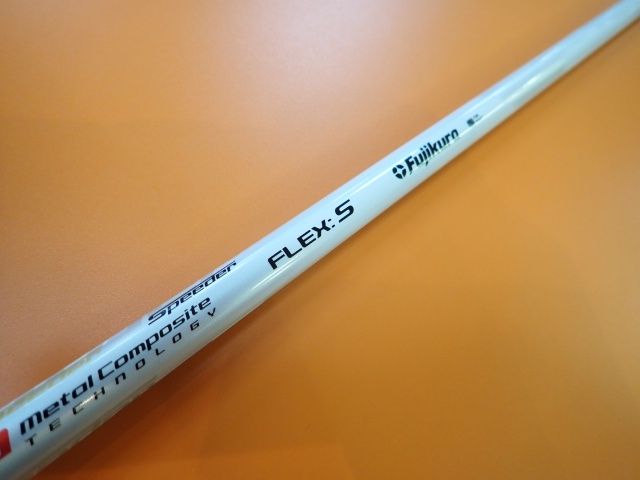 Speeder
Metal Composite
TECHNOLOGY
FLEX:S
Fujikura